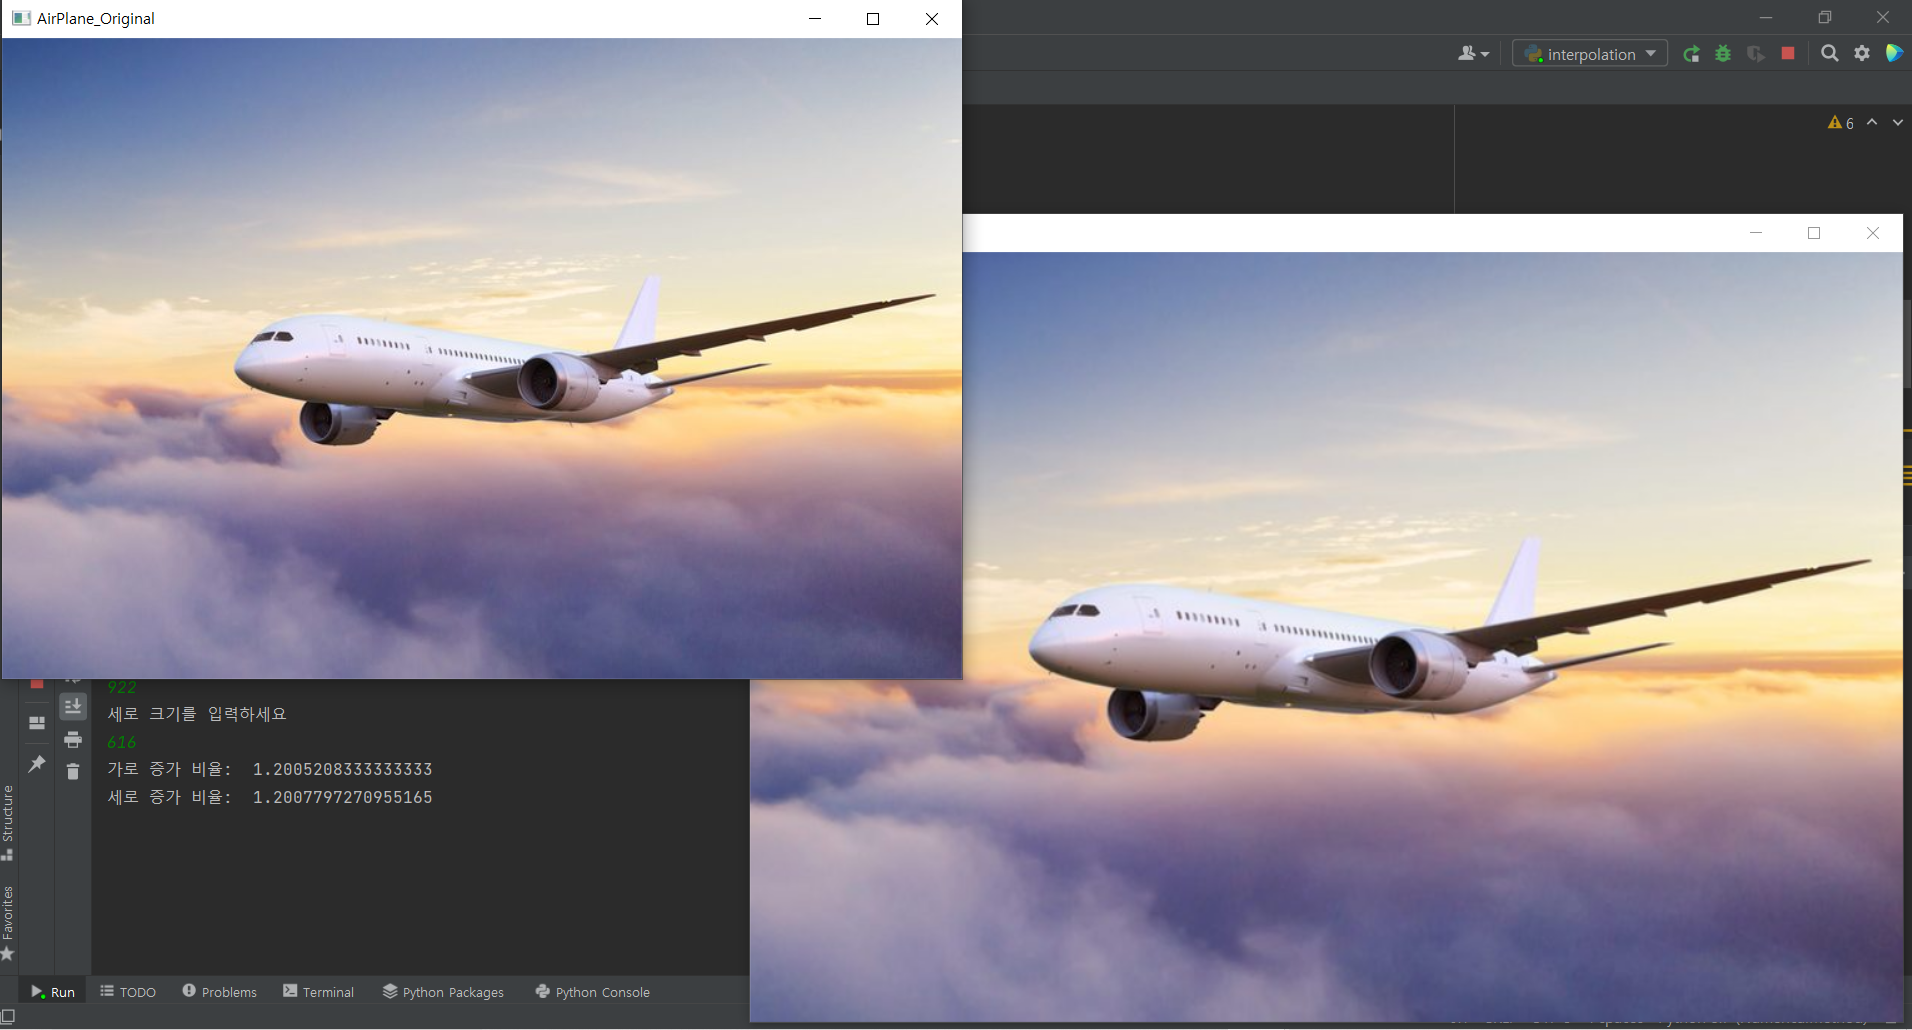 AirPlane_Original
interpolation
6
922
세로 크기를 입력하세요
616
가로 증가 비율:  1.2005208333333333
세로 증가 비율:  1.2007797270955165
Structure
Favorites
Run
TODO
Problems
Terminal
Python Packages
Python Console